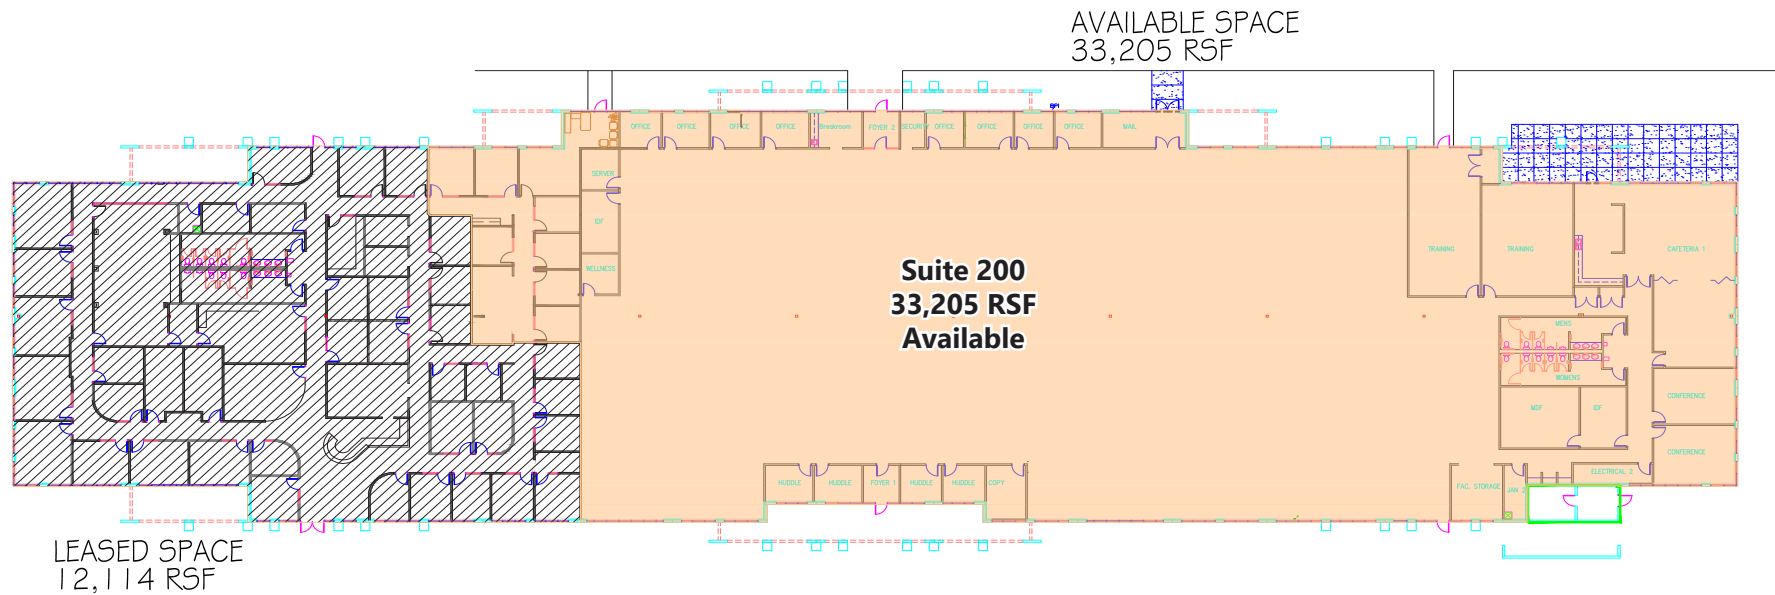 AVAILABLE SPACE
33,205 RSF
OFFICE
OFFICE
OFFICE
OFFICE
Breakroom
FOYER 2
SECURITY
OFFICE
OFFICE
OFFICE
OFFICE
MAIL
SERVER
IDF
WELLNESS
TRAINING
TRAINING
CAFETERIA 1
Suite 200
33,205 RSF
Available
MENS
WOMENS
MDF
IDF
CONFERENCE
CONFERENCE
ELECTRICAL 2
HUDDLE
HUDDLE
FOYER 1
HUDDLE
HUDDLE
COPY
FAC. STORAGE
JAN 2
LEASED SPACE
12,114 RSF